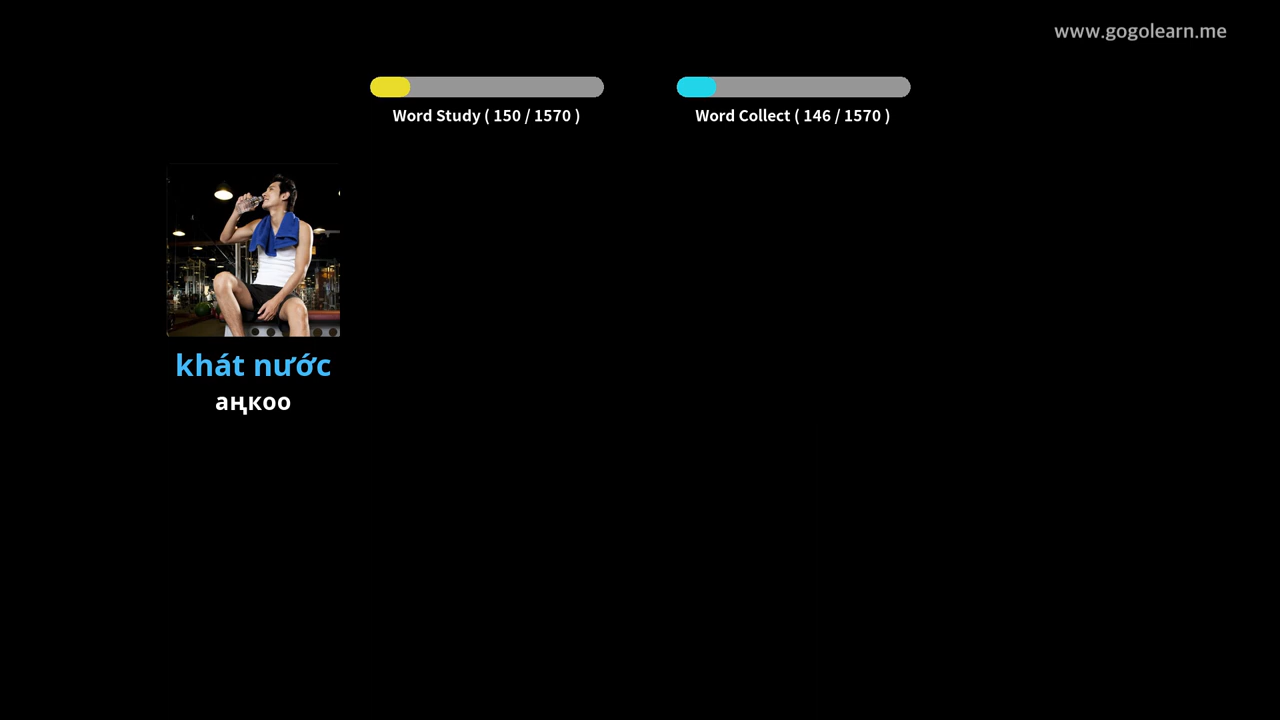 www.gogolearn.me
Word Study ( 150 / 1570 )
Word Collect ( 146 / 1570 )
khát nước
аңкоо